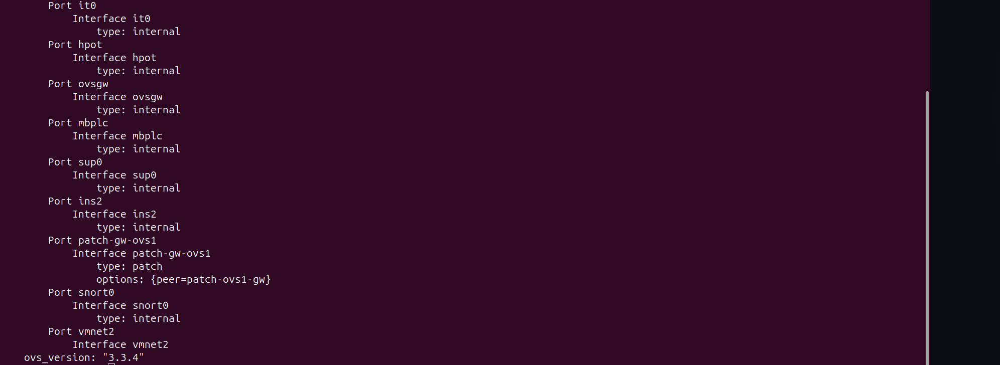 Port it0
Interface it0
type: internal
Port hpot
Interface hpot
type: internal
Port ovsgw
Interface ovsgw
type: internal
Port mbplc
Interface mbplc
type: internal
Port sup0
Interface sup0
type: internal
Port ins2
Interface ins2
type: internal
Port patch-gw-ovs1
Interface patch-gw-ovs1
type: patch
options: {peer=patch-ovs1-gw}
Port snort0
Interface snort0
type: internal
Port vmnet2
Interface vmnet2
ovs_version: "3.3.4"